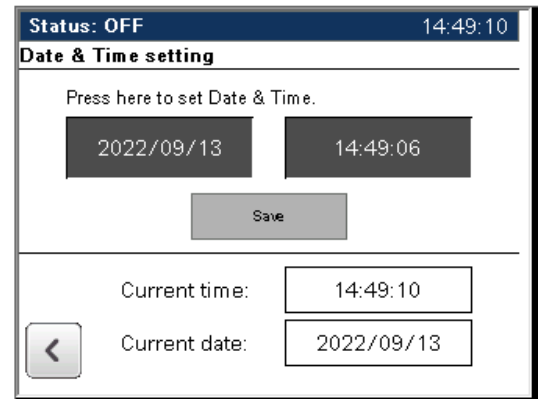 Status: OFF 14:49:10
Date & Time setting
Press here to set Date & Time.
2022/09/13 14:49:06
Save
Current time: 14:49:10
Current date: 2022/09/13